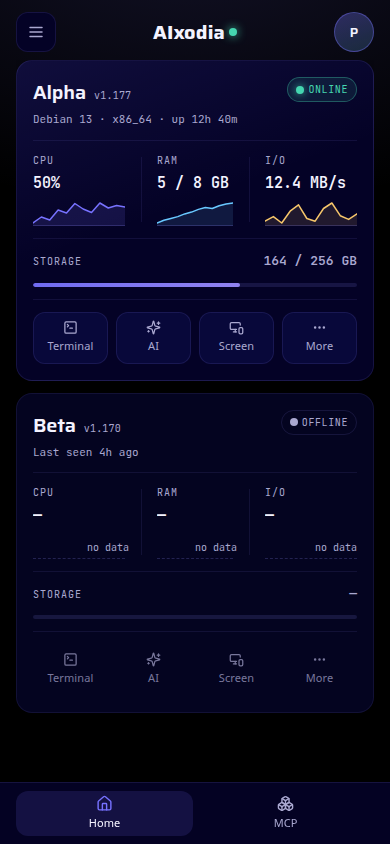 AIxodia
P
Alpha v1.177
ONLINE
Debian 13 · x86_64 · up 12h 40m
CPU
RAM
I/O
50%
5 / 8 GB
12.4 MB/s
STORAGE
164 / 256 GB
Terminal
AI
Screen
More
Beta v1.170
OFFLINE
Last seen 4h ago
CPU
RAM
I/O
—
—
—
no data
no data
no data
STORAGE
—
Terminal
AI
Screen
More
Home
MCP